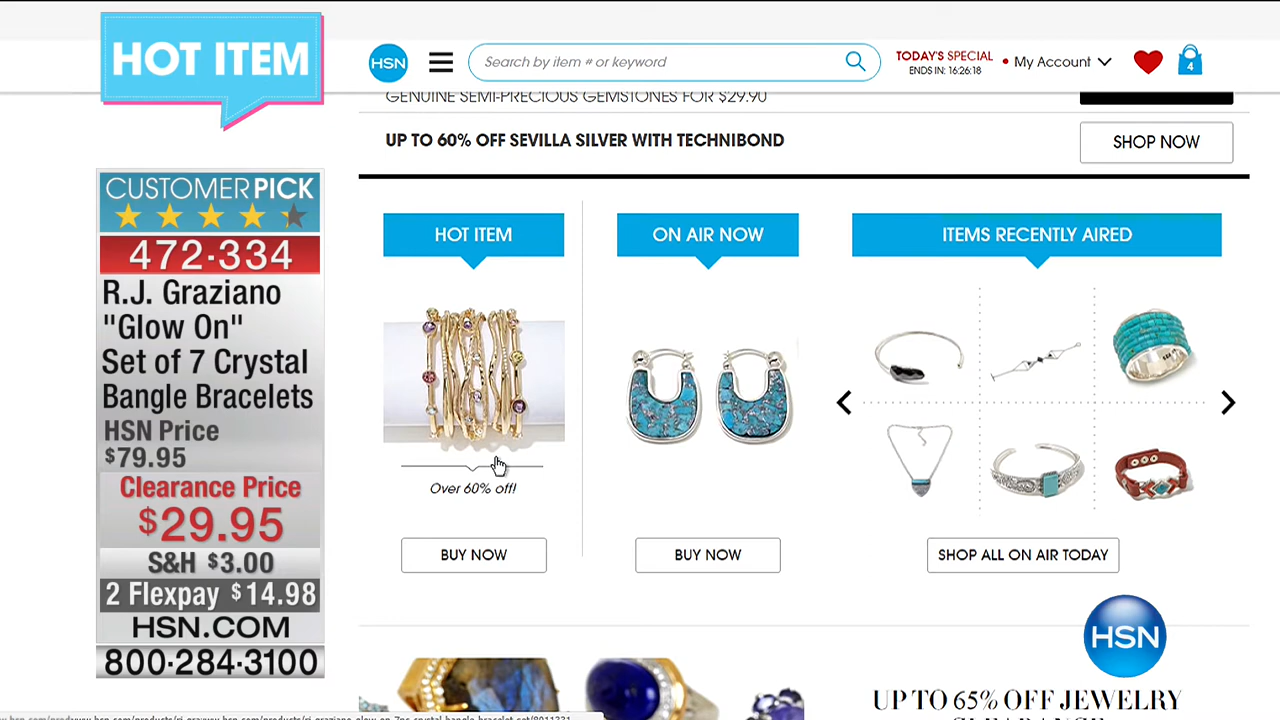 HOT ITEM
HSN
Search by item # or keyword
TODAY'S SPECIAL
ENDS IN: 16:26:18
My Account
4
GENUINE SEMI-PRECIOUS GEMSTONES FOR $29.90
UP TO 60% OFF SEVILLA SILVER WITH TECHNIBOND
SHOP NOW
CUSTOMER PICK
472-334
R.J. Graziano
"Glow On"
Set of 7 Crystal
Bangle Bracelets
HSN Price
$79.95
Clearance Price
$29.95
S&H $3.00
2 Flexpay $14.98
HSN.COM
800-284-3100
HOT ITEM
Over 60% off!
BUY NOW
ON AIR NOW
BUY NOW
ITEMS RECENTLY AIRED
SHOP ALL ON AIR TODAY
HSN
UP TO 65% OFF JEWELRY
CLEARANCE